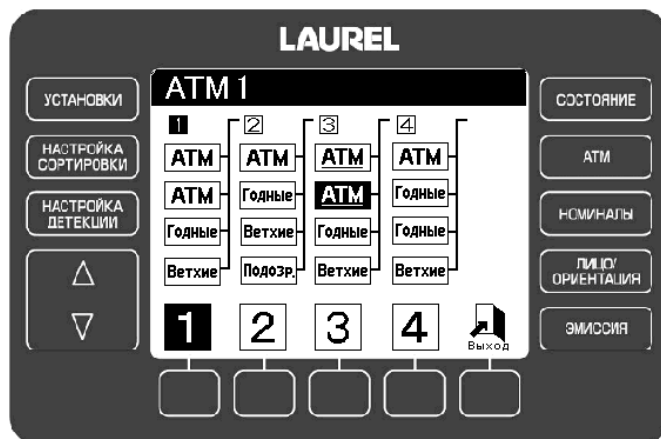 LAUREL
УСТАНОВКИ
НАСТРОЙКА
СОРТИРОВКИ
НАСТРОЙКА
ДЕТЕКЦИИ
ATM 1
1 2 3 4
ATM ATM ATM ATM
ATM Годные ATM Годные
Годные Ветхие Годные Годные
Ветхие Подозр. Ветхие Ветхие
1 2 3 4
Выход
СОСТОЯНИЕ
ATM
НОМИНАЛЫ
ЛИЦО/
ОРИЕНТАЦИЯ
ЭМИССИЯ